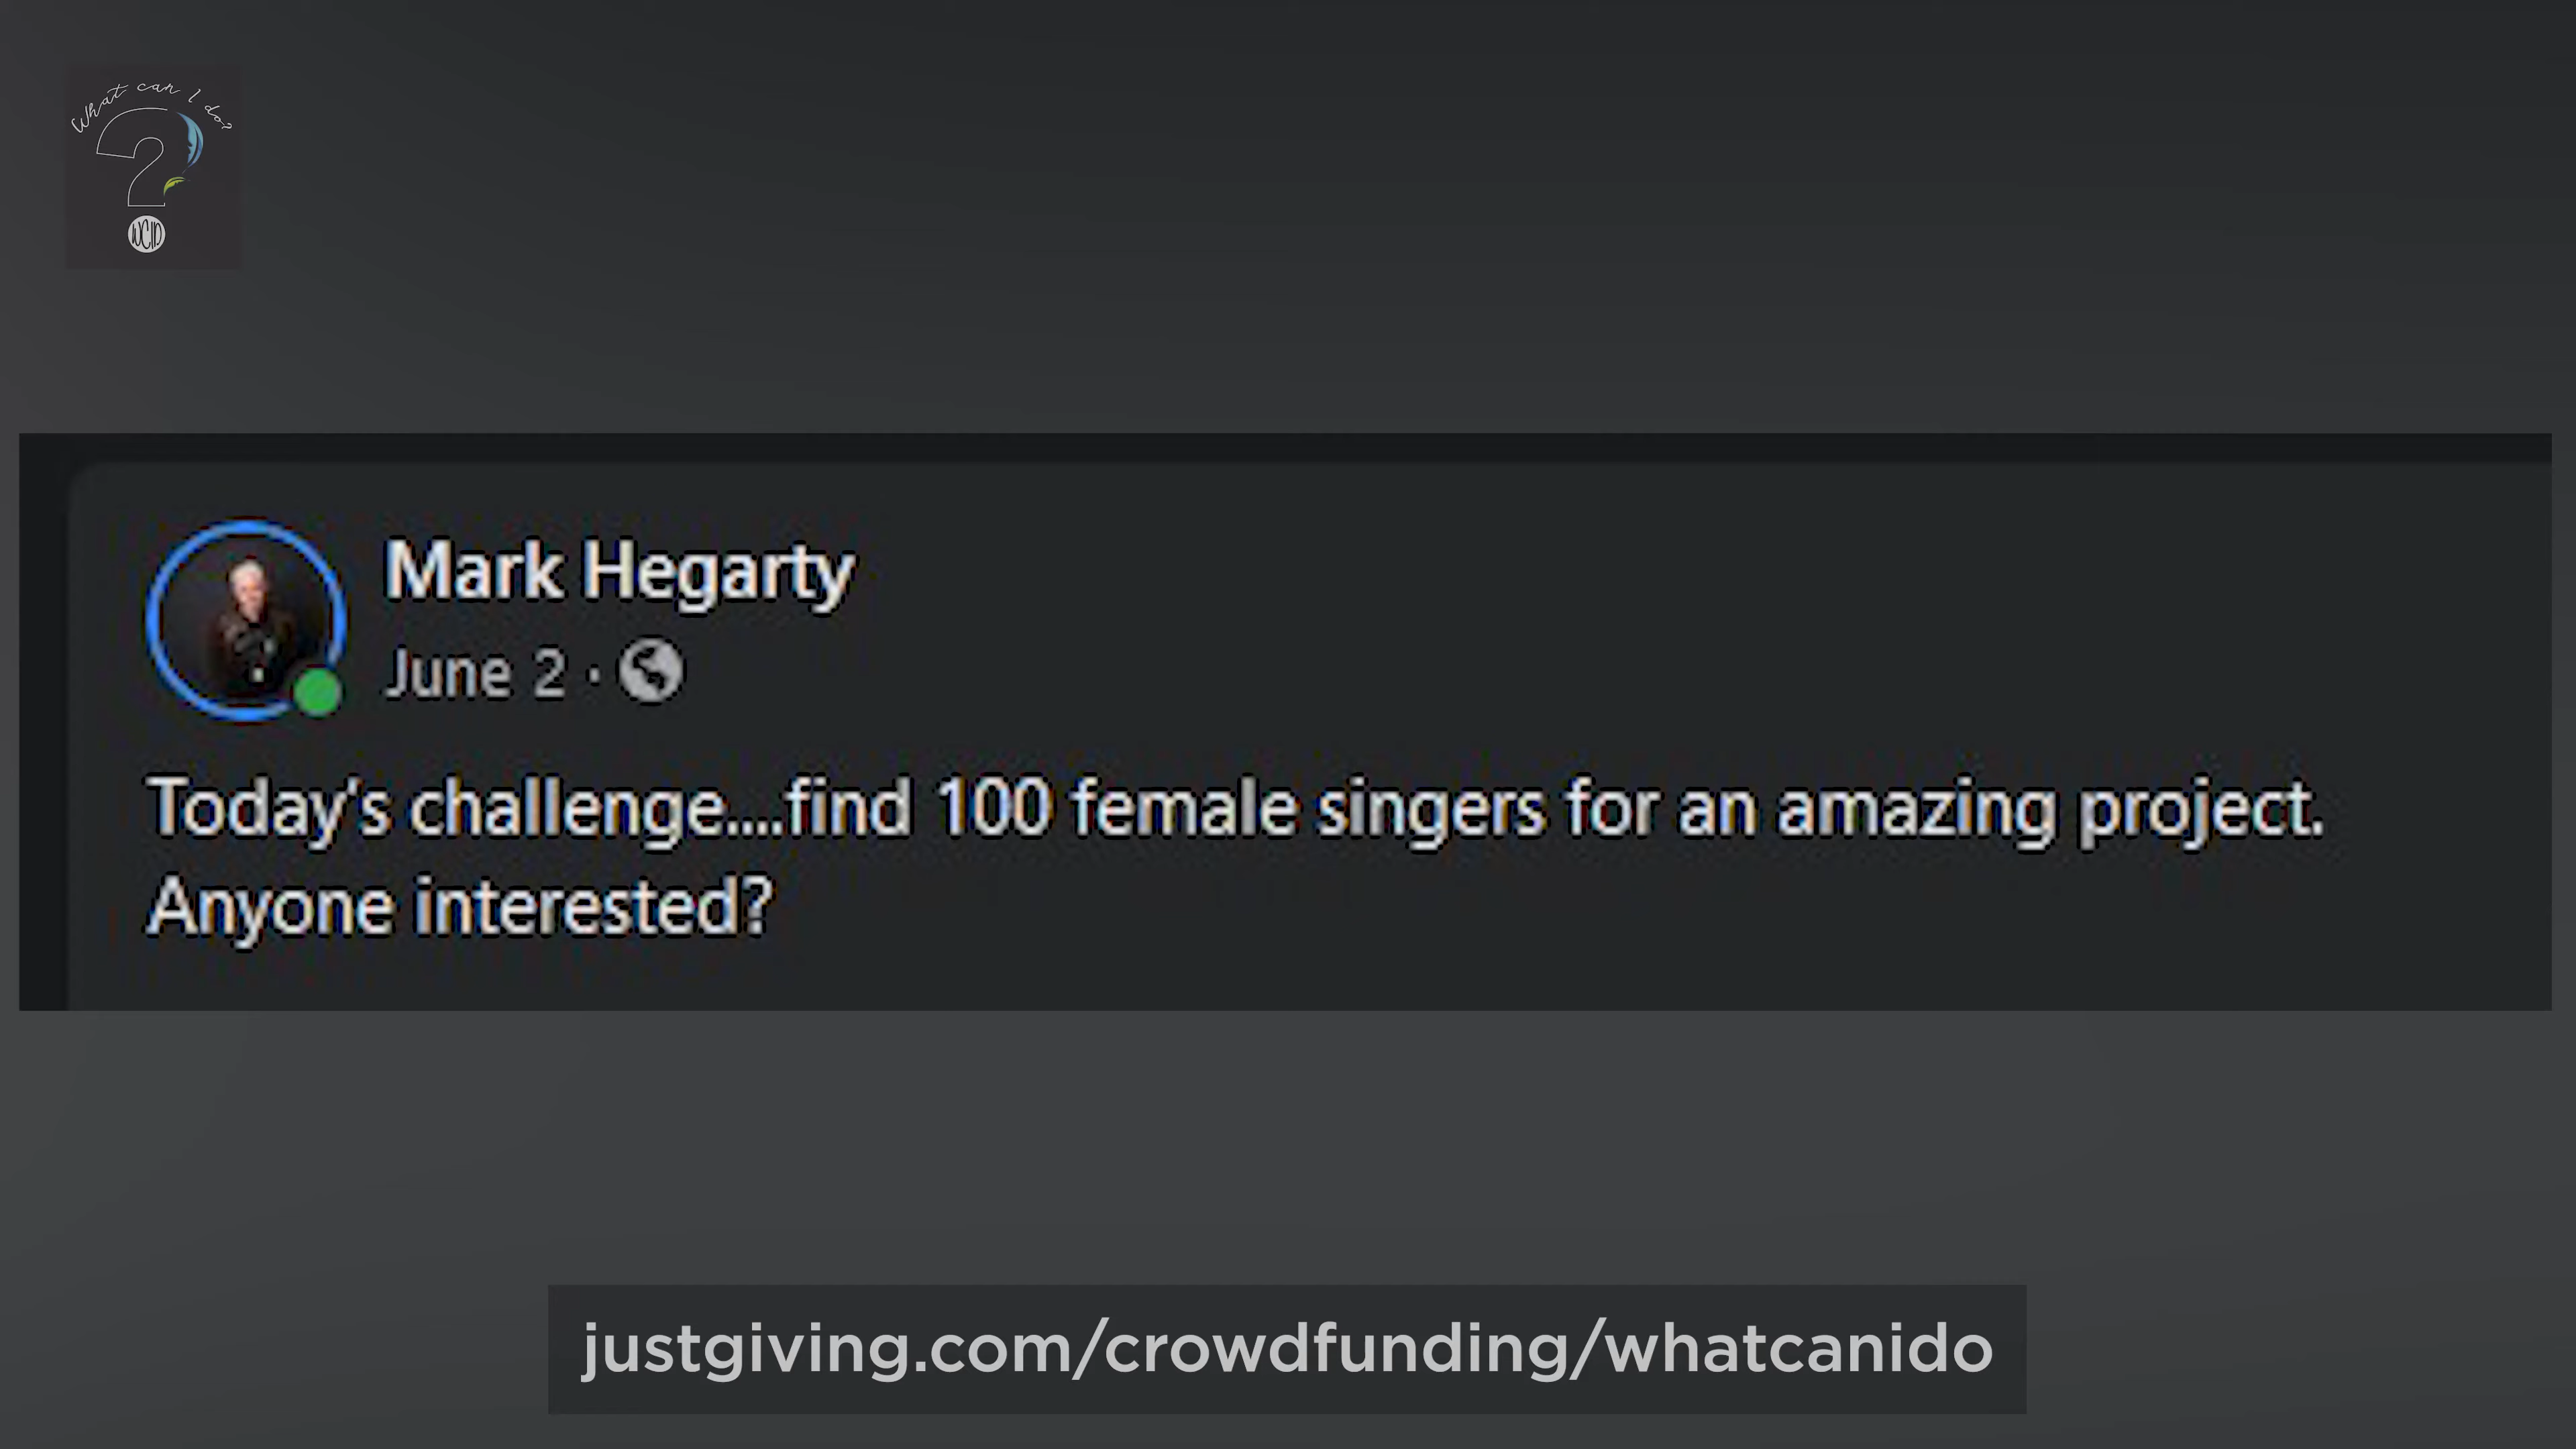 What can I do?
WCID
Mark Hegarty
June 2 ·
Today's challenge....find 100 female singers for an amazing project.
Anyone interested?
justgiving.com/crowdfunding/whatcanido